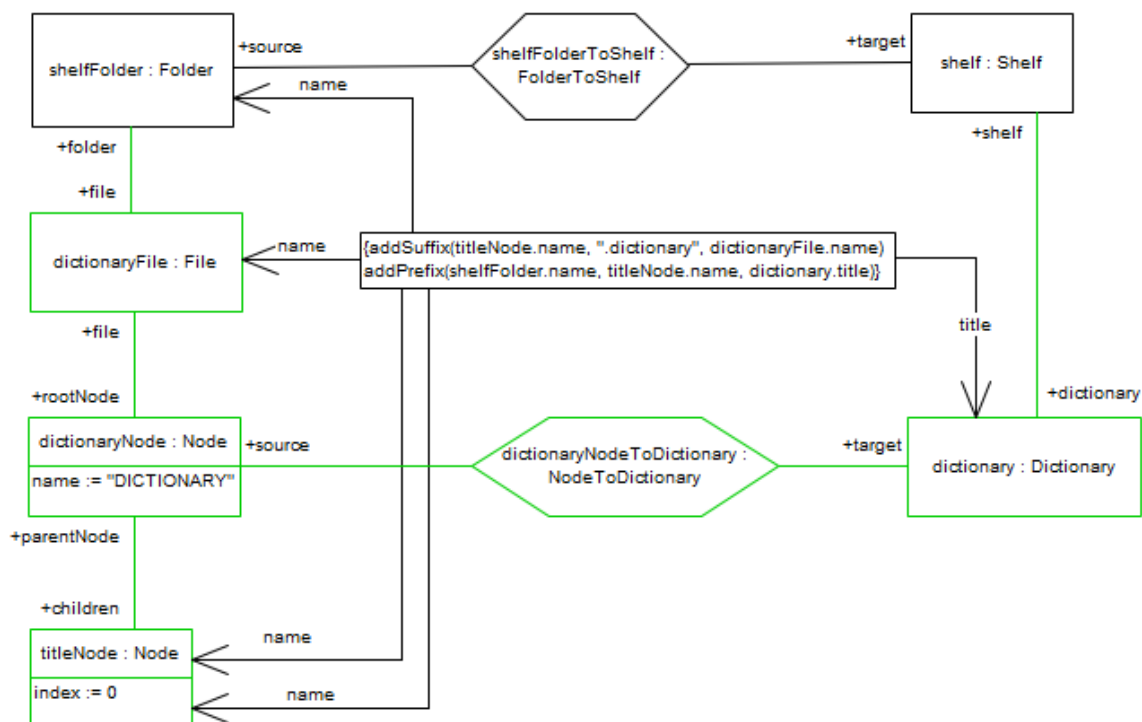 +source
shelfFolderToShelf :
FolderToShelf
+target
shelfFolder : Folder
shelf : Shelf
name
+folder
+shelf
+file
dictionaryFile : File
name
{addSuffix(titleNode.name, ".dictionary", dictionaryFile.name)
addPrefix(shelfFolder.name, titleNode.name, dictionary.title)}
+file
title
+rootNode
+dictionary
dictionaryNode : Node
+source
dictionaryNodeToDictionary :
NodeToDictionary
+target
dictionary : Dictionary
name := "DICTIONARY"
+parentNode
+children
titleNode : Node
name
index := 0
name